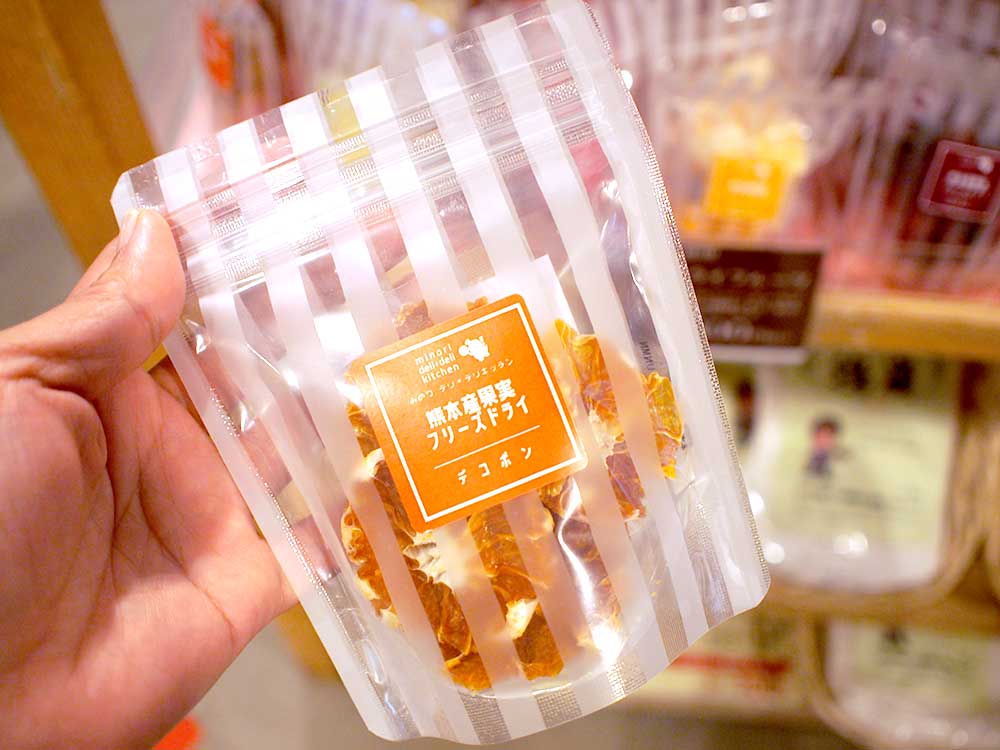 minori
deli·deli
kitchen
みのりデリ・デリキッチン
熊本産果実
フリーズドライ
デコポン